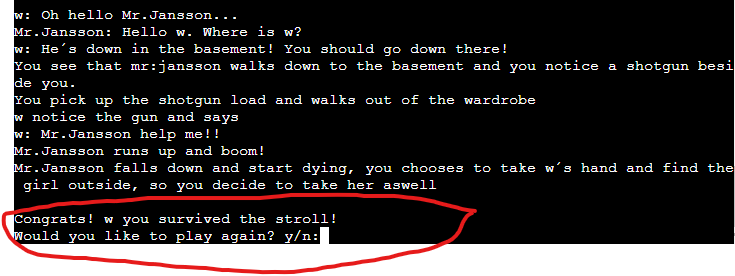 w: Oh hello Mr.Jansson...
Mr.Jansson: Hello w. Where is w?
w: He´s down in the basement! You should go down there!
You see that mr:jansson walks down to the basement and you notice a shotgun besi
de you.
You pick up the shotgun load and walks out of the wardrobe
w notice the gun and says
w: Mr.Jansson help me!!
Mr.Jansson runs up and boom!
Mr.Jansson falls down and start dying, you chooses to take w´s hand and find the
 girl outside, so you decide to take her aswell
Congrats! w you survived the stroll!
Would you like to play again? y/n: